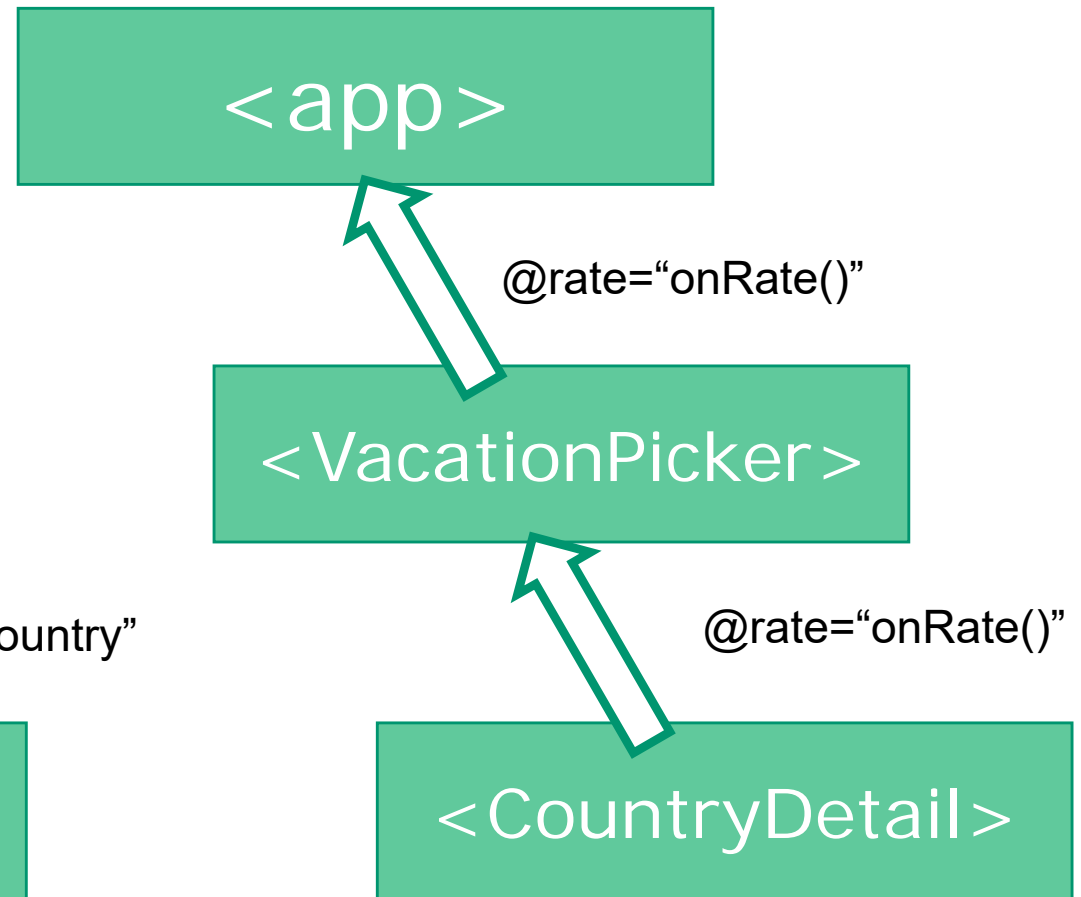 <app>
@rate=“onRate()”
<VacationPicker>
ountry”
@rate=“onRate()”
<CountryDetail>